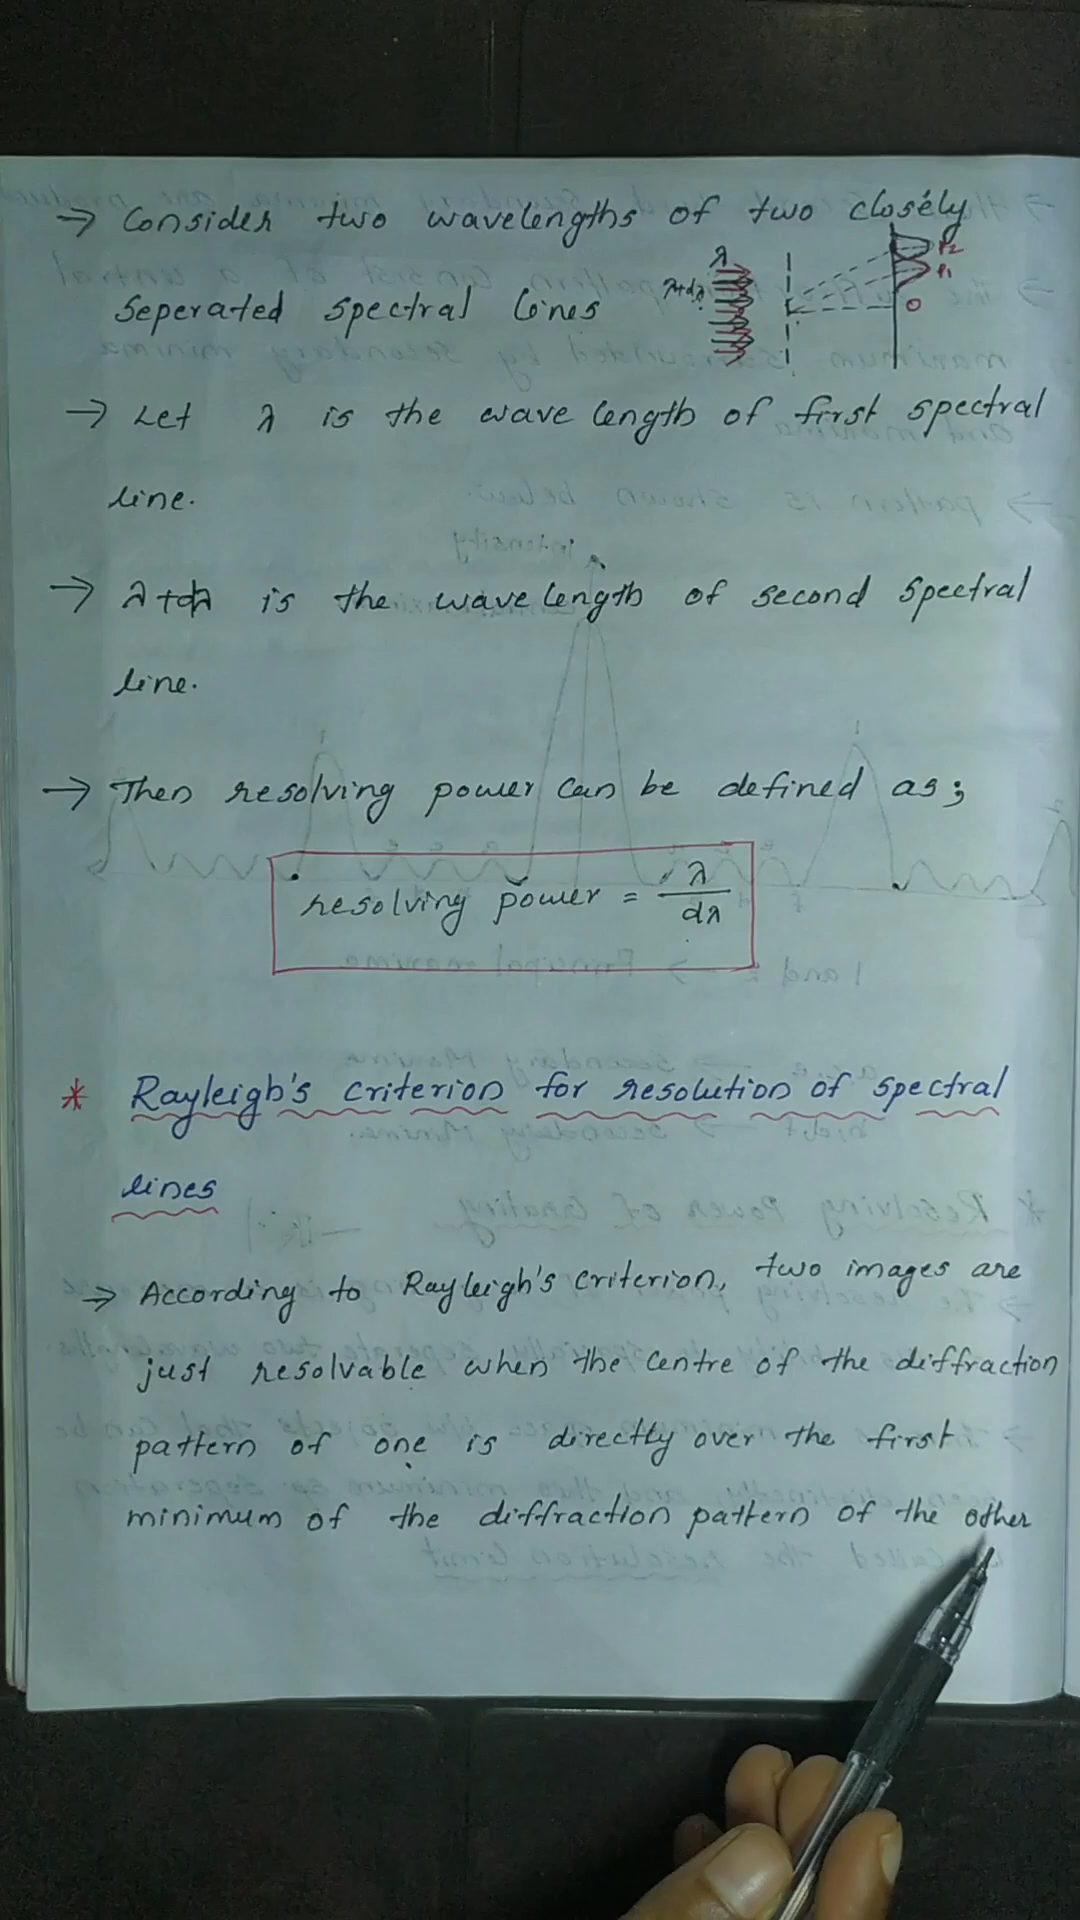 → Consider two wavelengths of two closely
λ
λ+dλ
P2
P1
O
seperated spectral lines
→ Let λ is the wave length of first spectral
line.
→ λ+dλ is the wave length of second spectral
line.
→ Then resolving power can be defined as;
resolving power = λ/dλ
* Rayleigh's criterion for resolution of spectral
lines
→ According to Rayleigh's criterion, two images are
just resolvable when the centre of the diffraction
pattern of one is directly over the first
minimum of the diffraction pattern of the other